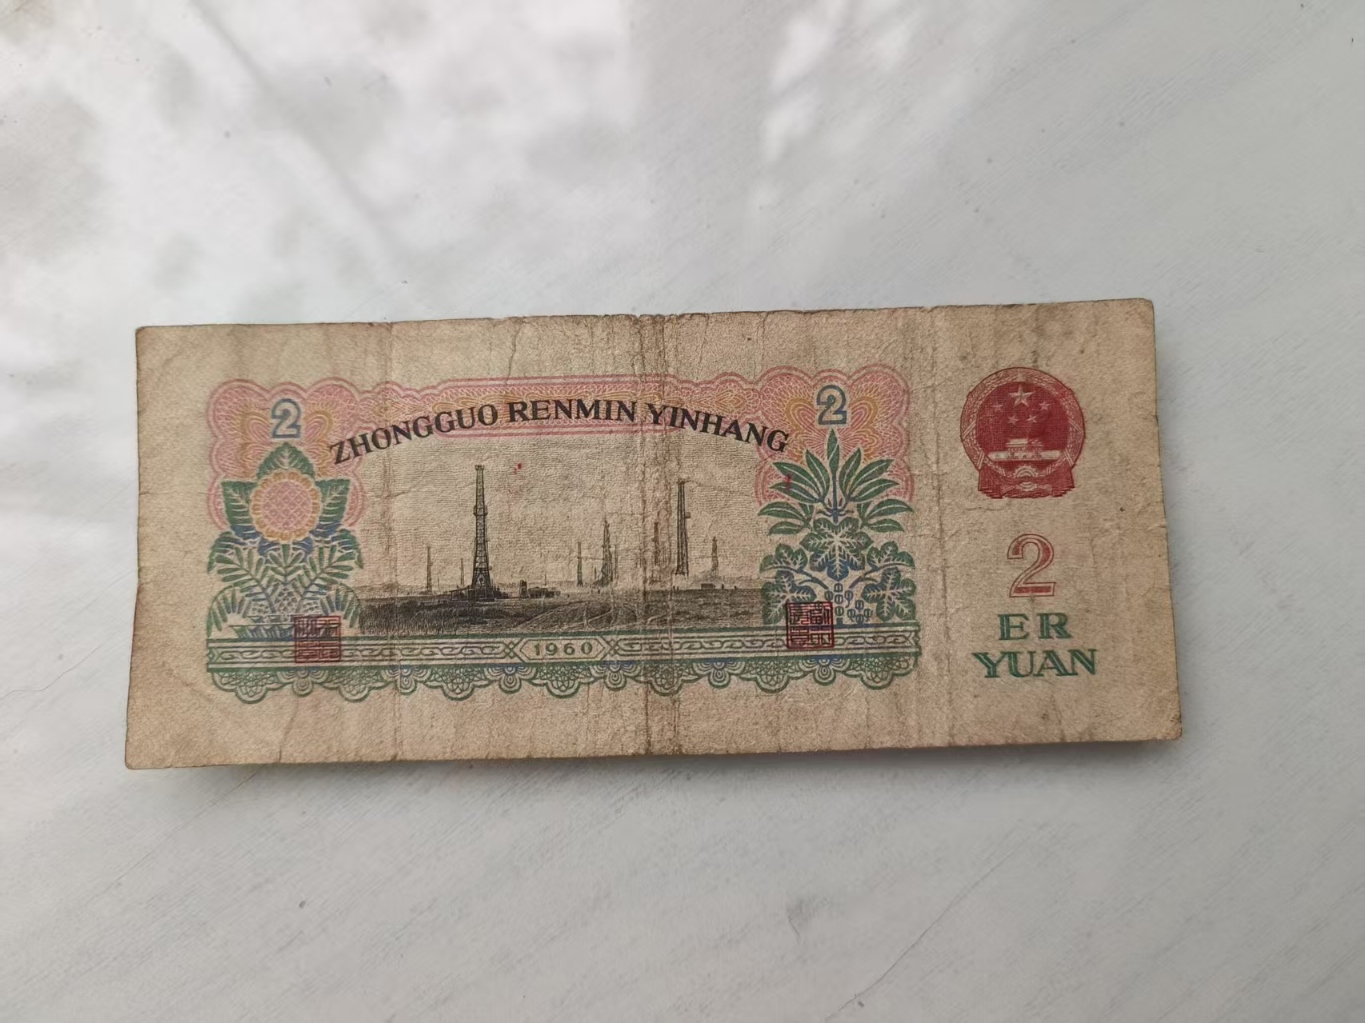 2
ZHONGGUO RENMIN YINHANG
2
1960
2
ER
YUAN